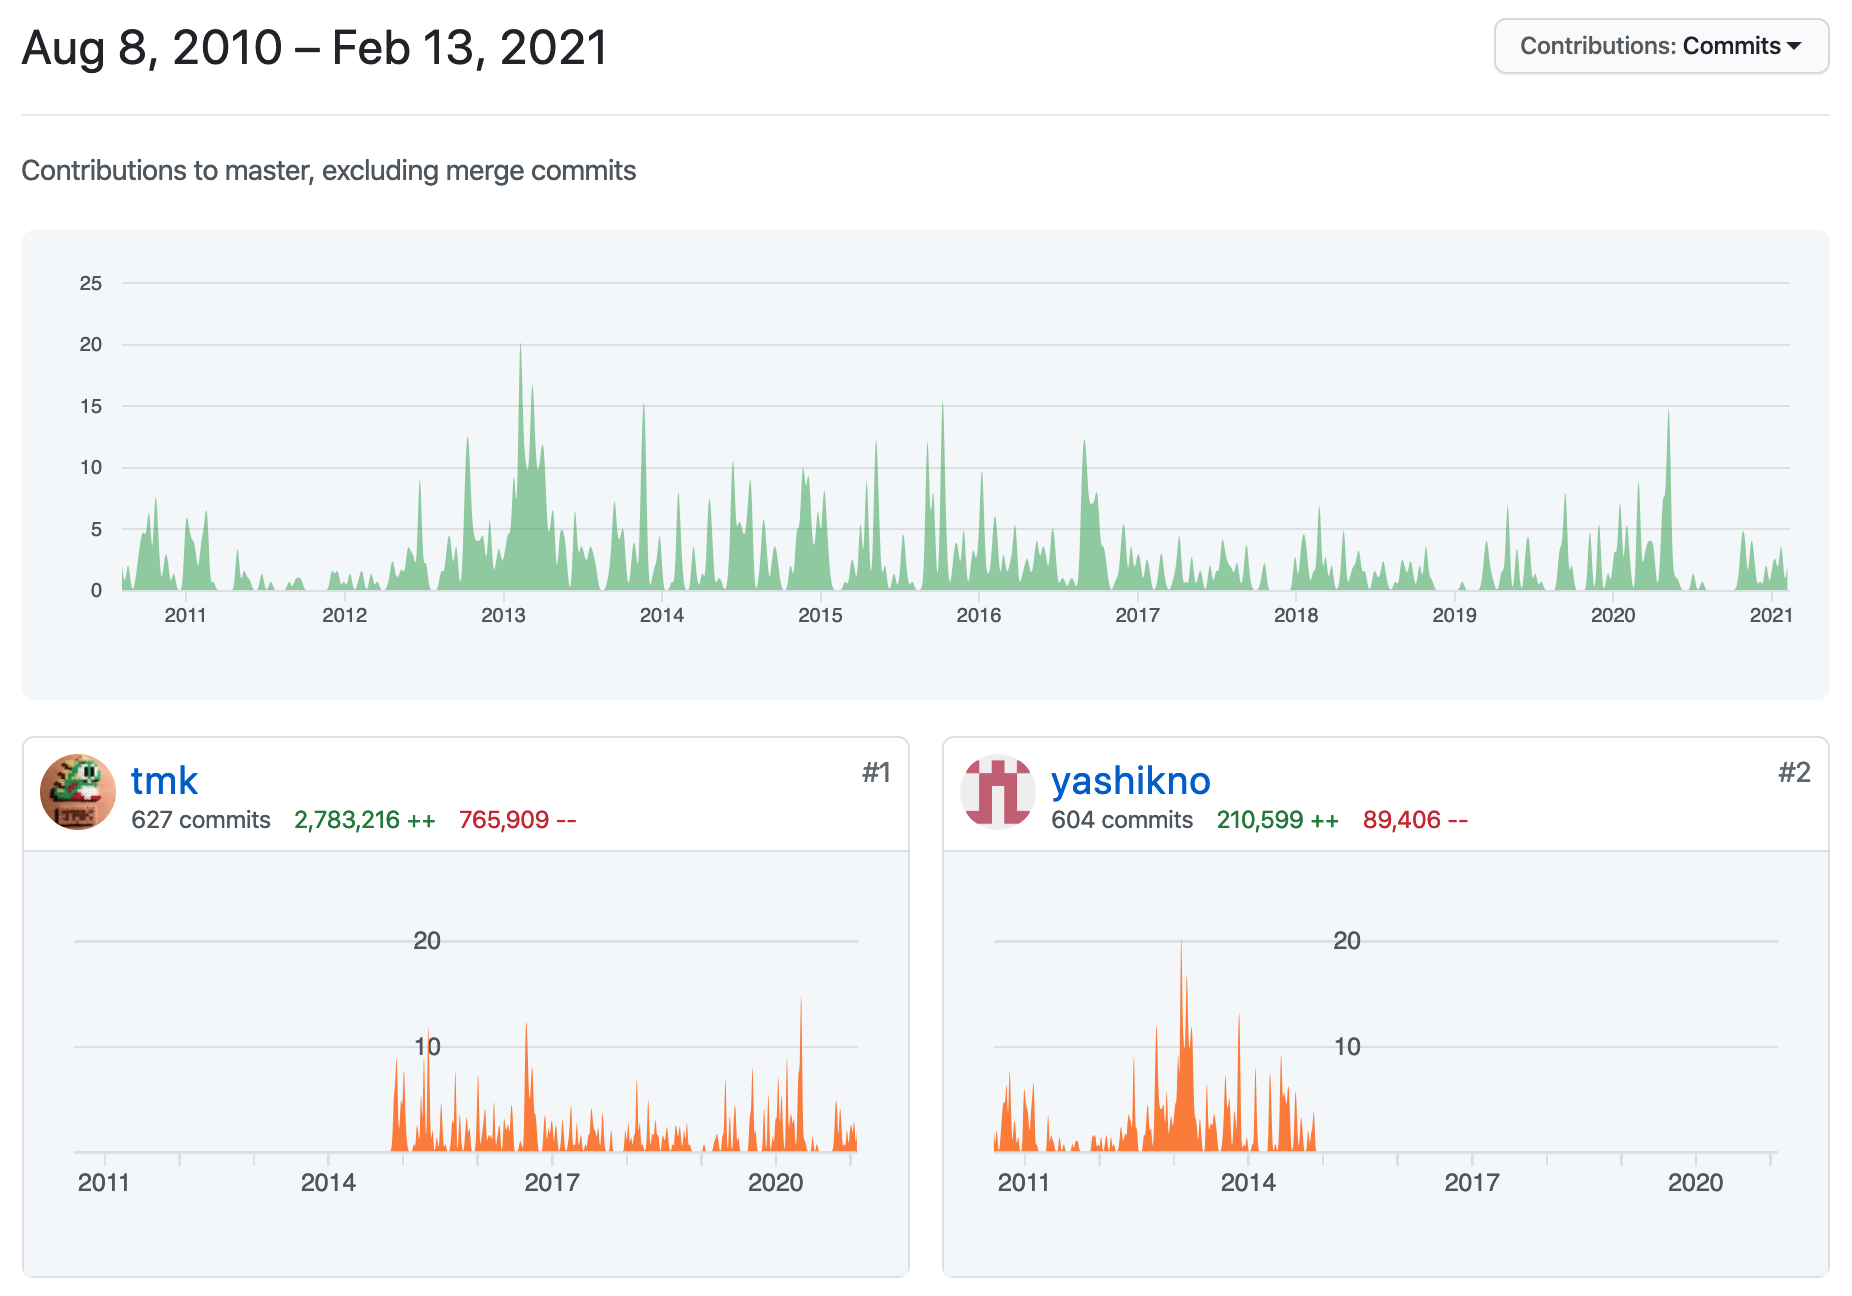 Aug 8, 2010 – Feb 13, 2021
Contributions: Commits
Contributions to master, excluding merge commits
25
20
15
10
5
0
2011 2012 2013 2014 2015 2016 2017 2018 2019 2020 2021
tmk
#1
627 commits 2,783,216 ++ 765,909 --
20
10
2011 2014 2017 2020
yashikno
#2
604 commits 210,599 ++ 89,406 --
20
10
2011 2014 2017 2020